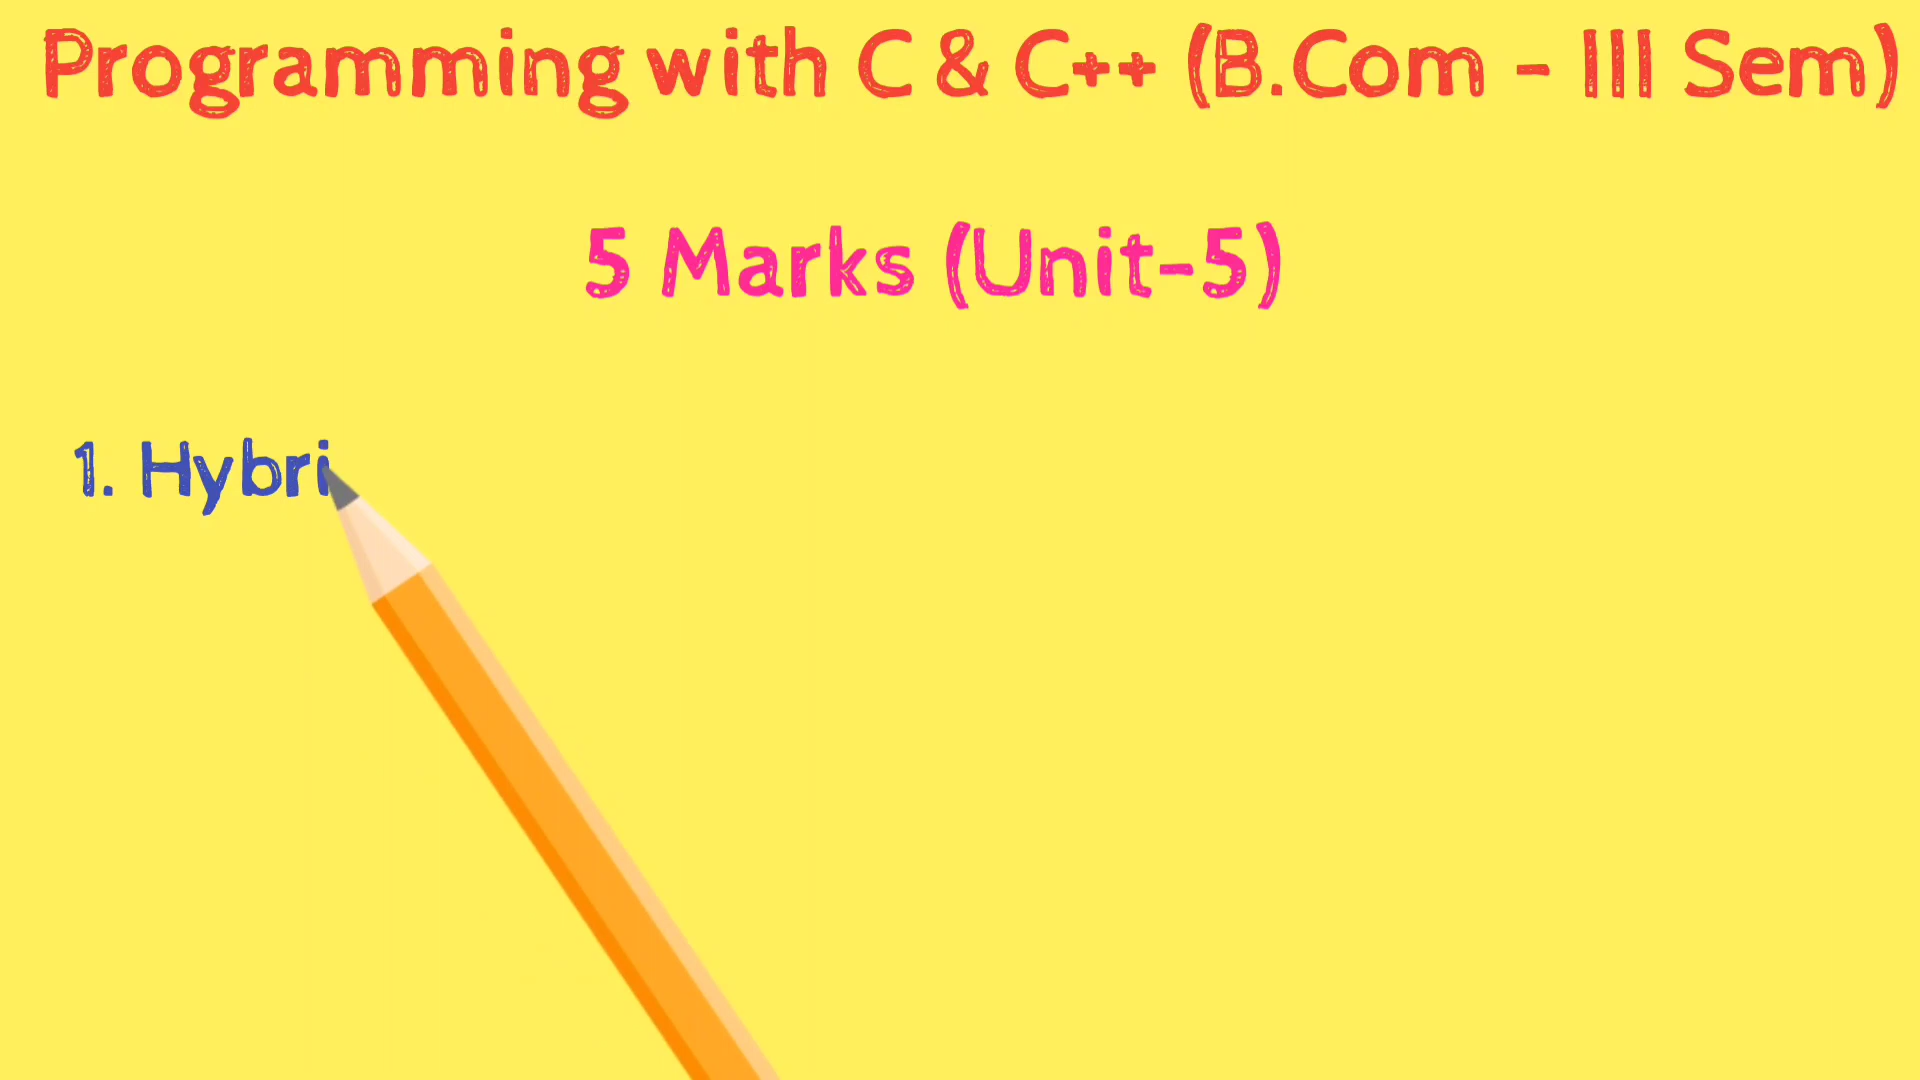 Programming with C & C++ (B.Com - III Sem)
5 Marks (Unit-5)
1. Hybri